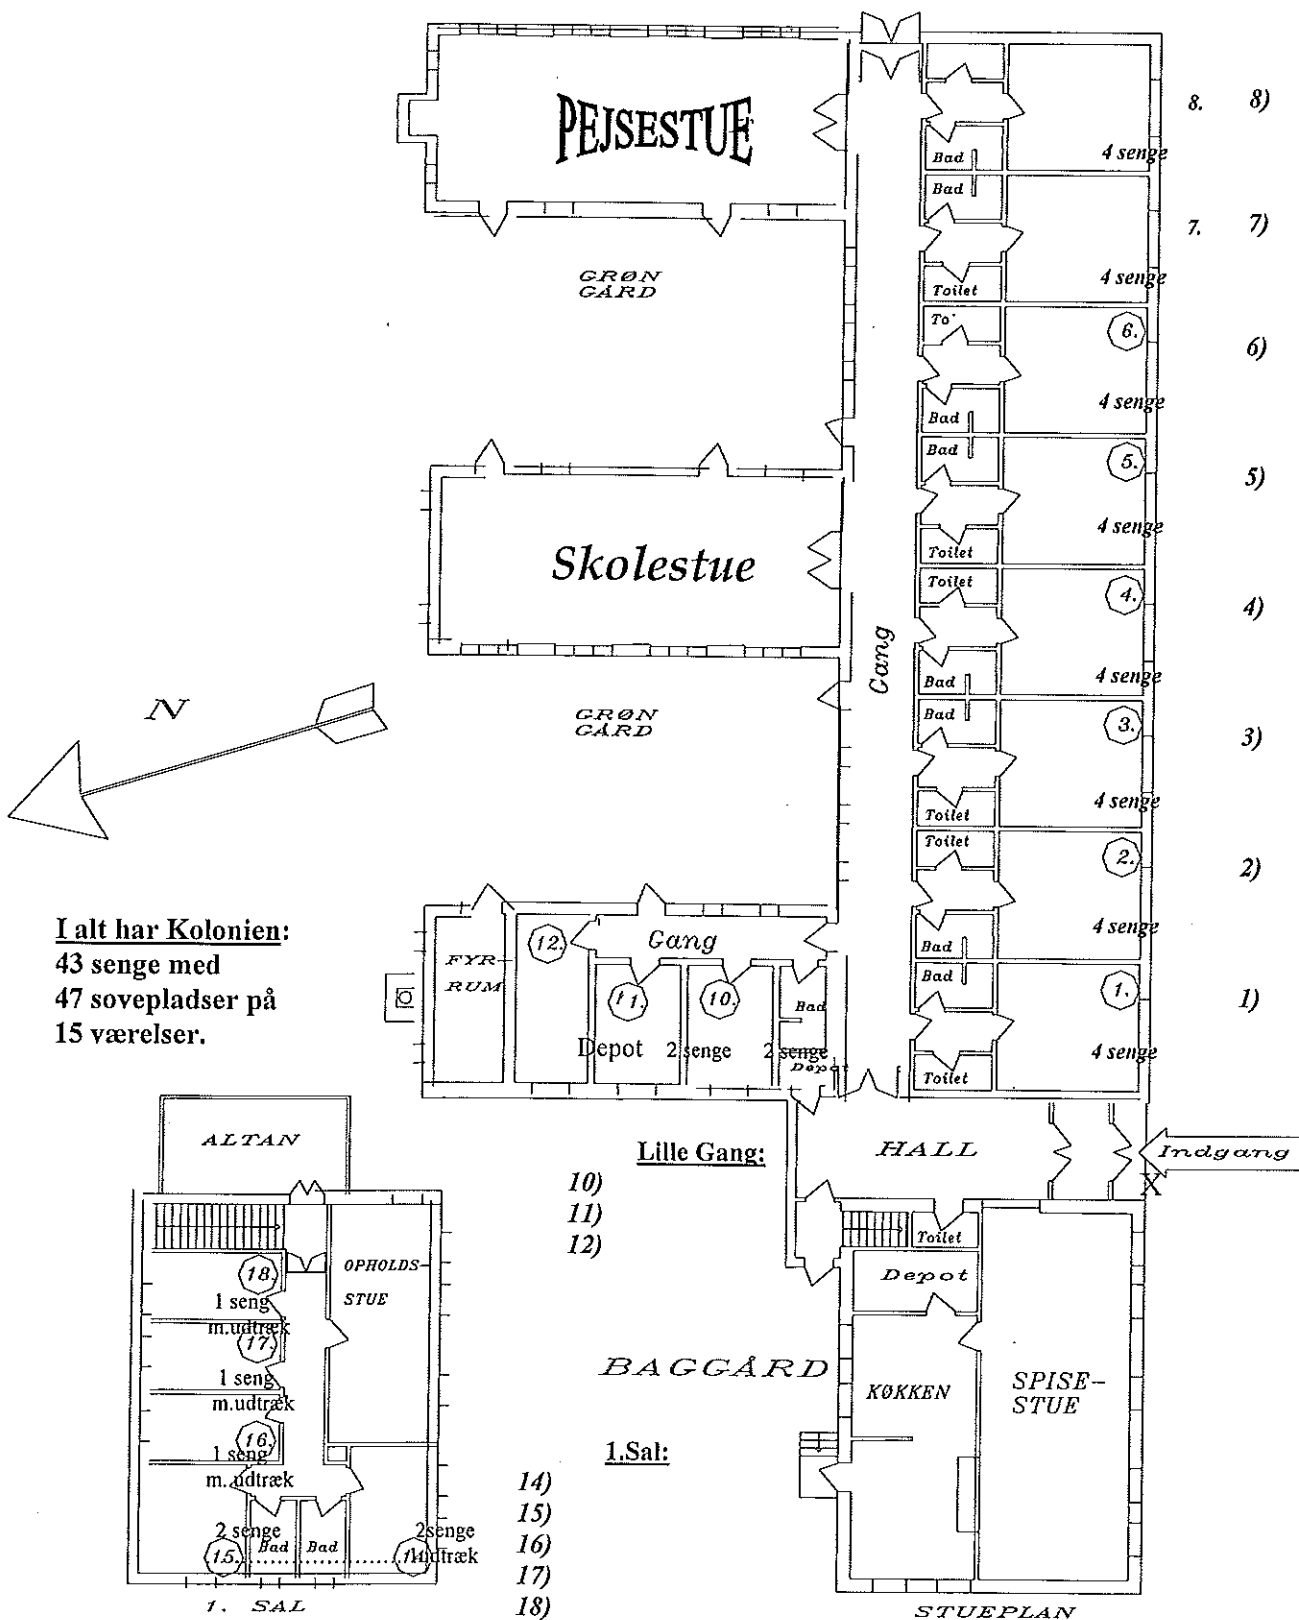 PEJSESTUE
8. 8)
Bad
4 senge
Bad
7. 7)
GRØN
GÅRD
4 senge
Toilet
To
6.
6)
4 senge
Bad
Bad
5.
5)
4 senge
Skolestue
Toilet
Toilet
4.
4)
Gang
4 senge
Bad
N
GRØN
GÅRD
Bad
3.
3)
4 senge
Toilet
Toilet
2.
2)
I alt har Kolonien:
43 senge med
47 sovepladser på
15 værelser.
4 senge
12.
Gang
Bad
FYR-
RUM
Bad
11.
10.
Bad
1.
1)
Depot 2 senge 2 senge
4 senge
Depot
Toilet
ALTAN
Lille Gang:
HALL
Indgang
X
10)
11)
12)
Toilet
OPHOLDS-
STUE
18.
Depot
1 seng
m.udtræk
17.
BAGGÅRD
1 seng
m.udtræk
KØKKEN
SPISE-
STUE
16.
1 seng
m.udtræk
1.Sal:
14)
15)
16)
17)
18)
2 senge
Bad
Bad
2senge
15.
14.
udtræk
1. SAL
STUEPLAN